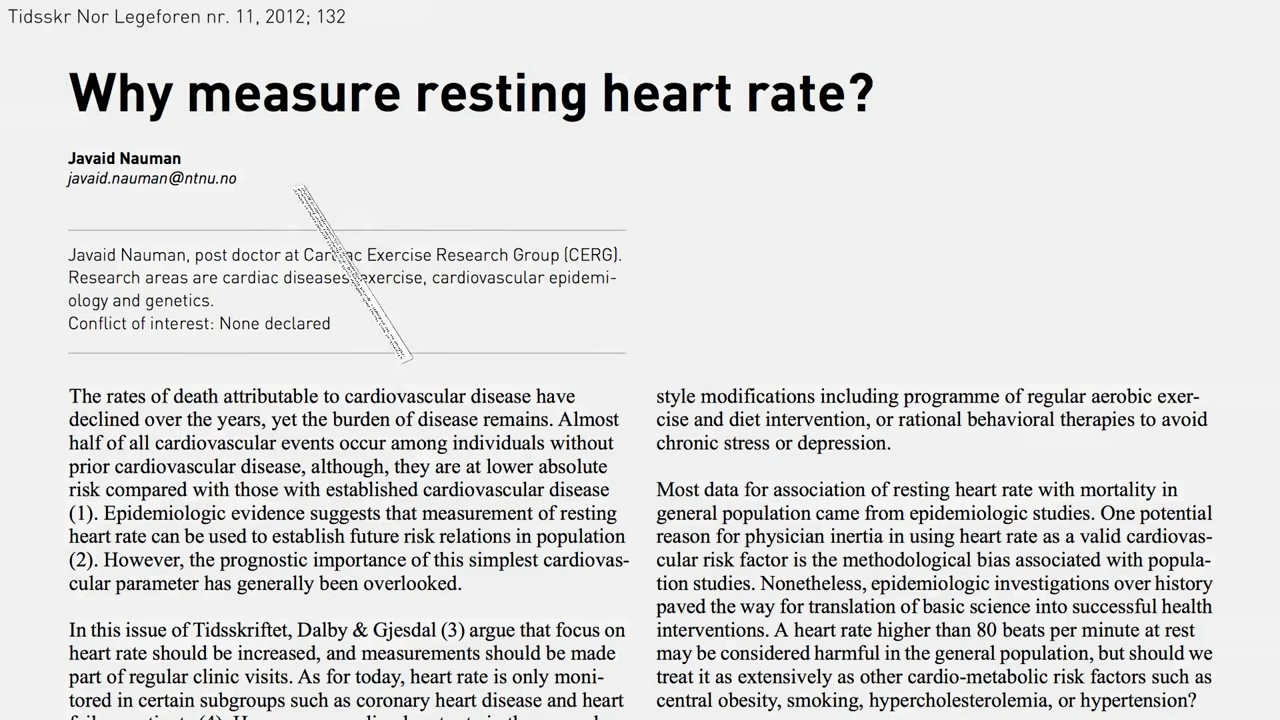 Tidsskr Nor Legeforen nr. 11, 2012; 132
Why measure resting heart rate?
Javaid Nauman
javaid.nauman@ntnu.no
Javaid Nauman, post doctor at Cardiac Exercise Research Group (CERG).
Research areas are cardiac diseases, exercise, cardiovascular epidemi-
ology and genetics.
Conflict of interest: None declared
The rates of death attributable to cardiovascular disease have
declined over the years, yet the burden of disease remains. Almost
half of all cardiovascular events occur among individuals without
prior cardiovascular disease, although, they are at lower absolute
risk compared with those with established cardiovascular disease
(1). Epidemiologic evidence suggests that measurement of resting
heart rate can be used to establish future risk relations in population
(2). However, the prognostic importance of this simplest cardiovas-
cular parameter has generally been overlooked.
In this issue of Tidsskriftet, Dalby & Gjesdal (3) argue that focus on
heart rate should be increased, and measurements should be made
part of regular clinic visits. As for today, heart rate is only moni-
tored in certain subgroups such as coronary heart disease and heart
style modifications including programme of regular aerobic exer-
cise and diet intervention, or rational behavioral therapies to avoid
chronic stress or depression.
Most data for association of resting heart rate with mortality in
general population came from epidemiologic studies. One potential
reason for physician inertia in using heart rate as a valid cardiovas-
cular risk factor is the methodological bias associated with popula-
tion studies. Nonetheless, epidemiologic investigations over history
paved the way for translation of basic science into successful health
interventions. A heart rate higher than 80 beats per minute at rest
may be considered harmful in the general population, but should we
treat it as extensively as other cardio-metabolic risk factors such as
central obesity, smoking, hypercholesterolemia, or hypertension?